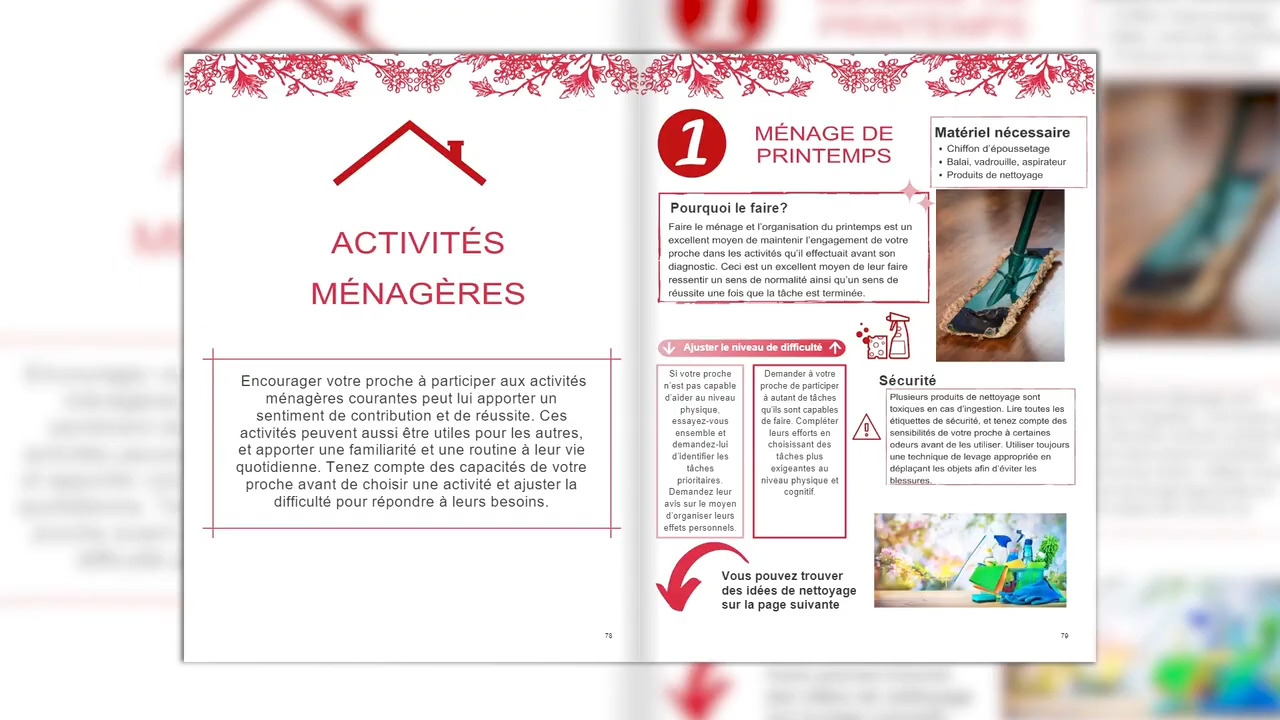 ACTIVITÉS
MÉNAGÈRES
Encourager votre proche à participer aux activités
ménagères courantes peut lui apporter un
sentiment de contribution et de réussite. Ces
activités peuvent aussi être utiles pour les autres,
et apporter une familiarité et une routine à leur vie
quotidienne. Tenez compte des capacités de votre
proche avant de choisir une activité et ajuster la
difficulté pour répondre à leurs besoins.
78
1
MÉNAGE DE
PRINTEMPS
Matériel nécessaire
• Chiffon d'époussetage
• Balai, vadrouille, aspirateur
• Produits de nettoyage
Pourquoi le faire?
Faire le ménage et l'organisation du printemps est un
excellent moyen de maintenir l'engagement de votre
proche dans les activités qu'il effectuait avant son
diagnostic. Ceci est un excellent moyen de leur faire
ressentir un sens de normalité ainsi qu'un sens de
réussite une fois que la tâche est terminée.
Ajuster le niveau de difficulté
Si votre proche
n'est pas capable
d'aider au niveau
physique,
essayez-vous
ensemble et
demandez-lui
d'identifier les
tâches
prioritaires.
Demandez leur
avis sur le moyen
d'organiser leurs
effets personnels.
Demander à votre
proche de participer
à autant de tâches
qu'ils sont capables
de faire. Compléter
leurs efforts en
choisissant des
tâches plus
exigeantes au
niveau physique et
cognitif.
Sécurité
Plusieurs produits de nettoyage sont
toxiques en cas d'ingestion. Lire toutes les
étiquettes de sécurité, et tenez compte des
sensibilités de votre proche à certaines
odeurs avant de les utiliser. Utiliser toujours
une technique de levage appropriée en
déplaçant les objets afin d'éviter les
blessures.
Vous pouvez trouver
des idées de nettoyage
sur la page suivante
79